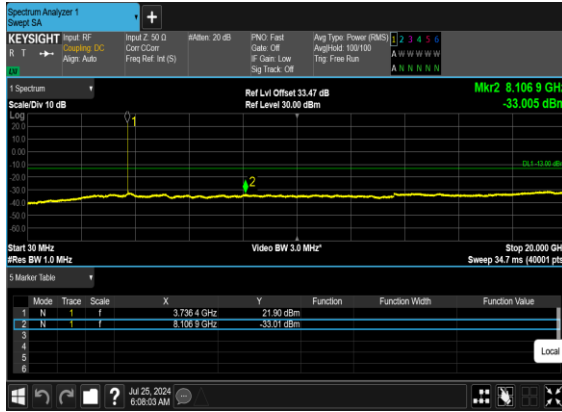 Spectrum Analyzer 1
Swept SA
+
KEYSIGHT
R T
LU
Input: RF
Coupling: DC
Align: Auto
Input Z: 50 Ω
Corr CCorr
Freq Ref: Int (S)
#Atten: 20 dB
PNO: Fast
Gate: Off
IF Gain: Low
Sig Track: Off
Avg Type: Power (RMS)
Avg|Hold: 100/100
Trig: Free Run
1 2 3 4 5 6
A W W W W W
A N N N N N
1 Spectrum
Scale/Div 10 dB
Ref Lvl Offset 33.47 dB
Ref Level 30.00 dBm
Mkr2 8.106 9 GHz
-33.005 dBm
Log
20.0
10.0
0.00
-10.0
-20.0
-30.0
-40.0
-50.0
-60.0
1
2
DL1 -13.00 dBm
Start 30 MHz
#Res BW 1.0 MHz
Video BW 3.0 MHz*
Stop 20.000 GHz
Sweep 34.7 ms (40001 pts)
5 Marker Table
Mode Trace Scale X Y Function Function Width Function Value
1 N 1 f 3.736 4 GHz 21.90 dBm
2 N 1 f 8.106 9 GHz -33.01 dBm
3
4
5
6
Local
?
Jul 25, 2024
6:08:03 AM